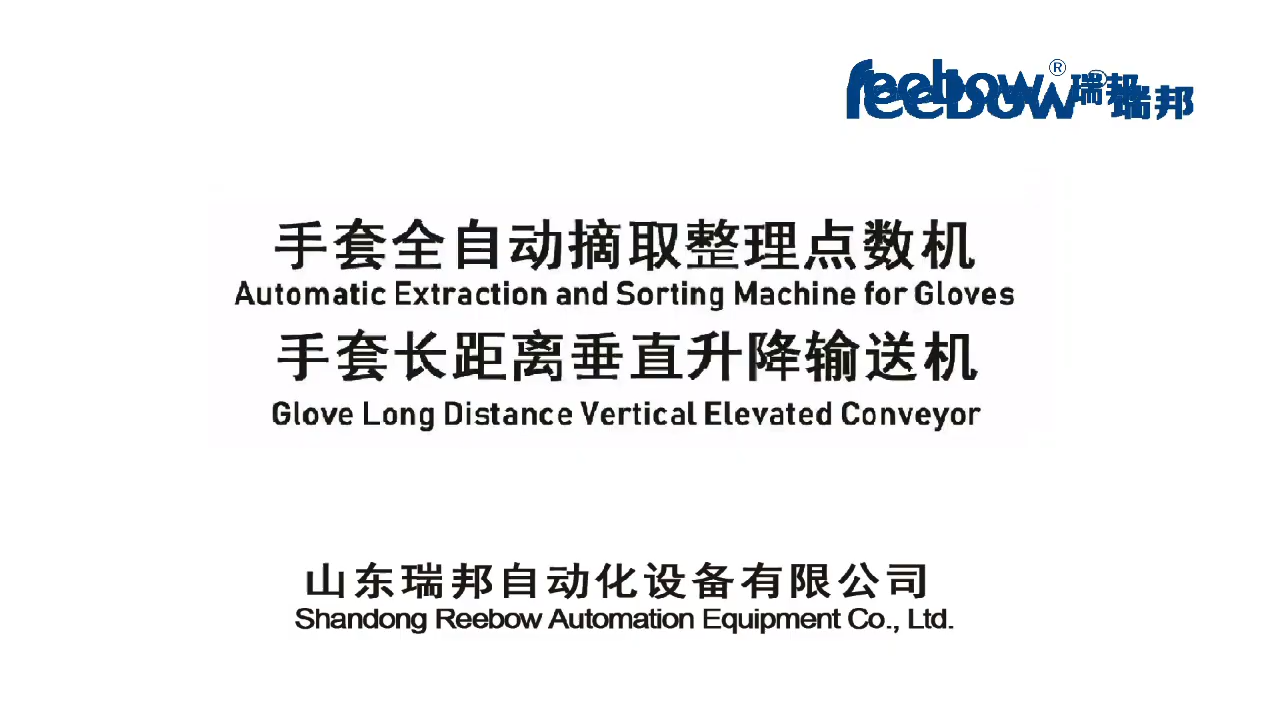 reebow® 瑞邦
reebow® 瑞邦
手套全自动摘取整理点数机
Automatic Extraction and Sorting Machine for Gloves
手套长距离垂直升降输送机
Glove Long Distance Vertical Elevated Conveyor
山东瑞邦自动化设备有限公司
Shandong Reebow Automation Equipment Co., Ltd.